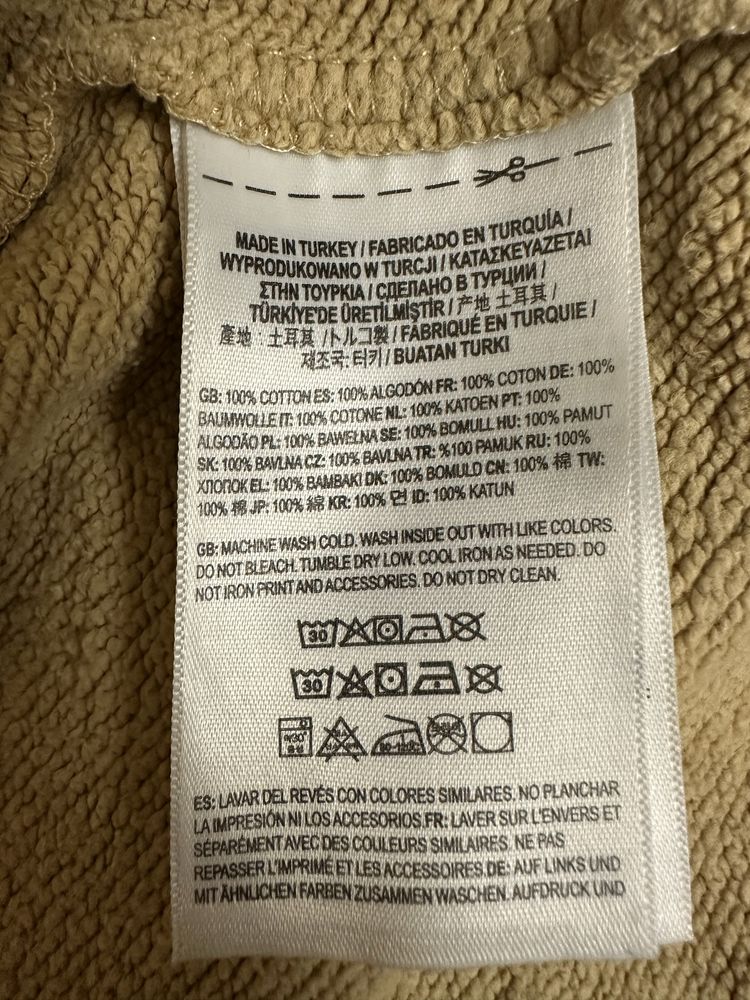 MADE IN TURKEY / FABRICADO EN TURQUÍA /
WYPRODUKOWANO W TURCJI / ΚΑΤΑΣΚΕΥΑΖΕΤΑΙ
ΣΤΗΝ ΤΟΥΡΚΙΑ / СДЕЛАНО В ТУРЦИИ /
TÜRKİYE'DE ÜRETİLMİŞTİR / 产地 土耳其 /
產地: 土耳其 /トルコ製 / FABRIQUÉ EN TURQUIE /
제조국: 터키 / BUATAN TURKI
GB: 100% COTTON ES: 100% ALGODÓN FR: 100% COTON DE: 100%
BAUMWOLLE IT: 100% COTONE NL: 100% KATOEN PT: 100%
ALGODÃO PL: 100% BAWEŁNA SE: 100% BOMULL HU: 100% PAMUT
SK: 100% BAVLNA CZ: 100% BAVLNA TR: %100 PAMUK RU: 100%
ХЛОПОК EL: 100% ΒΑΜΒΑΚΙ DK: 100% BOMULD CN: 100% 棉 TW:
100% 棉 JP: 100% 綿 KR: 100% 면 ID: 100% KATUN
GB: MACHINE WASH COLD. WASH INSIDE OUT WITH LIKE COLORS.
DO NOT BLEACH. TUMBLE DRY LOW. COOL IRON AS NEEDED. DO
NOT IRON PRINT AND ACCESSORIES. DO NOT DRY CLEAN.
30
30
ES: LAVAR DEL REVÉS CON COLORES SIMILARES. NO PLANCHAR
LA IMPRESIÓN NI LOS ACCESORIOS.FR: LAVER SUR L'ENVERS ET
SÉPARÉMENT AVEC DES COULEURS SIMILAIRES. NE PAS
REPASSER L'IMPRIMÉ ET LES ACCESSOIRES.DE: AUF LINKS UND
MIT ÄHNLICHEN FARBEN ZUSAMMEN WASCHEN. AUFDRUCK UND